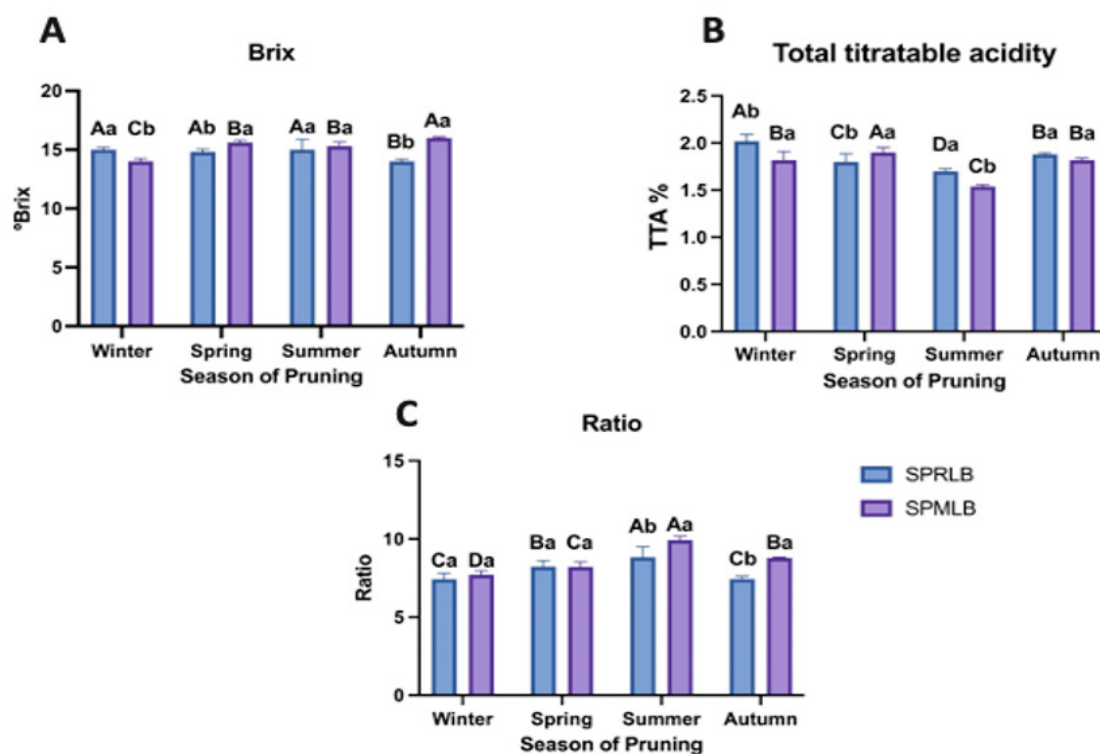 A
Brix
20
15
10
5
0
ºBrix
Aa Cb Ab Ba Aa Ba Bb Aa
Winter Spring Summer Autumn
Season of Pruning
B
Total titratable acidity
2.5
2.0
1.5
1.0
0.5
0.0
TTA %
Ab Ba Cb Aa Da Cb Ba Ba
Winter Spring Summer Autumn
Season of Pruning
C
Ratio
15
10
5
0
Ratio
Ca Da Ba Ca Ab Aa Cb Ba
Winter Spring Summer Autumn
Season of Pruning
SPRLB
SPMLB